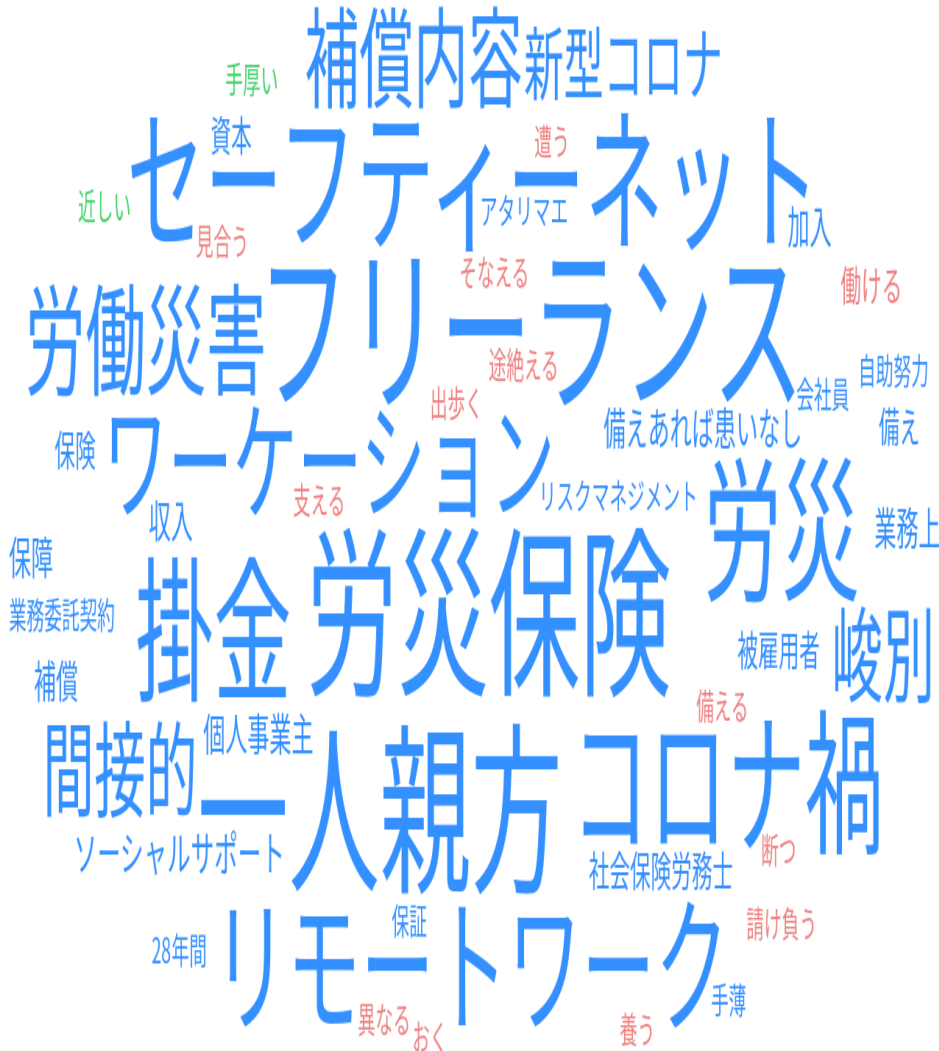 補償内容
新型コロナ
手厚い
資本
セーフティーネット
遭う
近しい
アタリマエ
加入
見合う
そなえる
働ける
労働災害
フリーランス
途絶える
自助努力
出歩く
会社員
保険
ワーケーション
備えあれば患いなし
備え
支える
リスクマネジメント
労災
収入
業務上
保障
掛金
労災保険
業務委託契約
被雇用者
峻別
補償
備える
間接的
個人事業主
一人親方
コロナ禍
ソーシャルサポート
断つ
社会保険労務士
保証
請け負う
28年間
リモートワーク
手薄
異なる
おく
養う